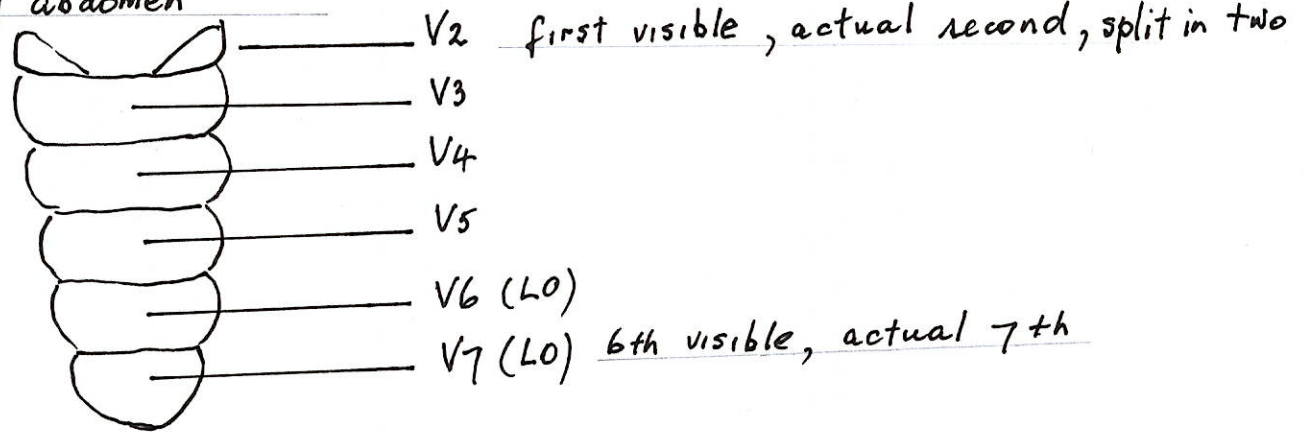 abdomen
V2 first visible, actual second, split in two
V3
V4
V5
V6 (LO)
V7 (LO) 6th visible, actual 7th